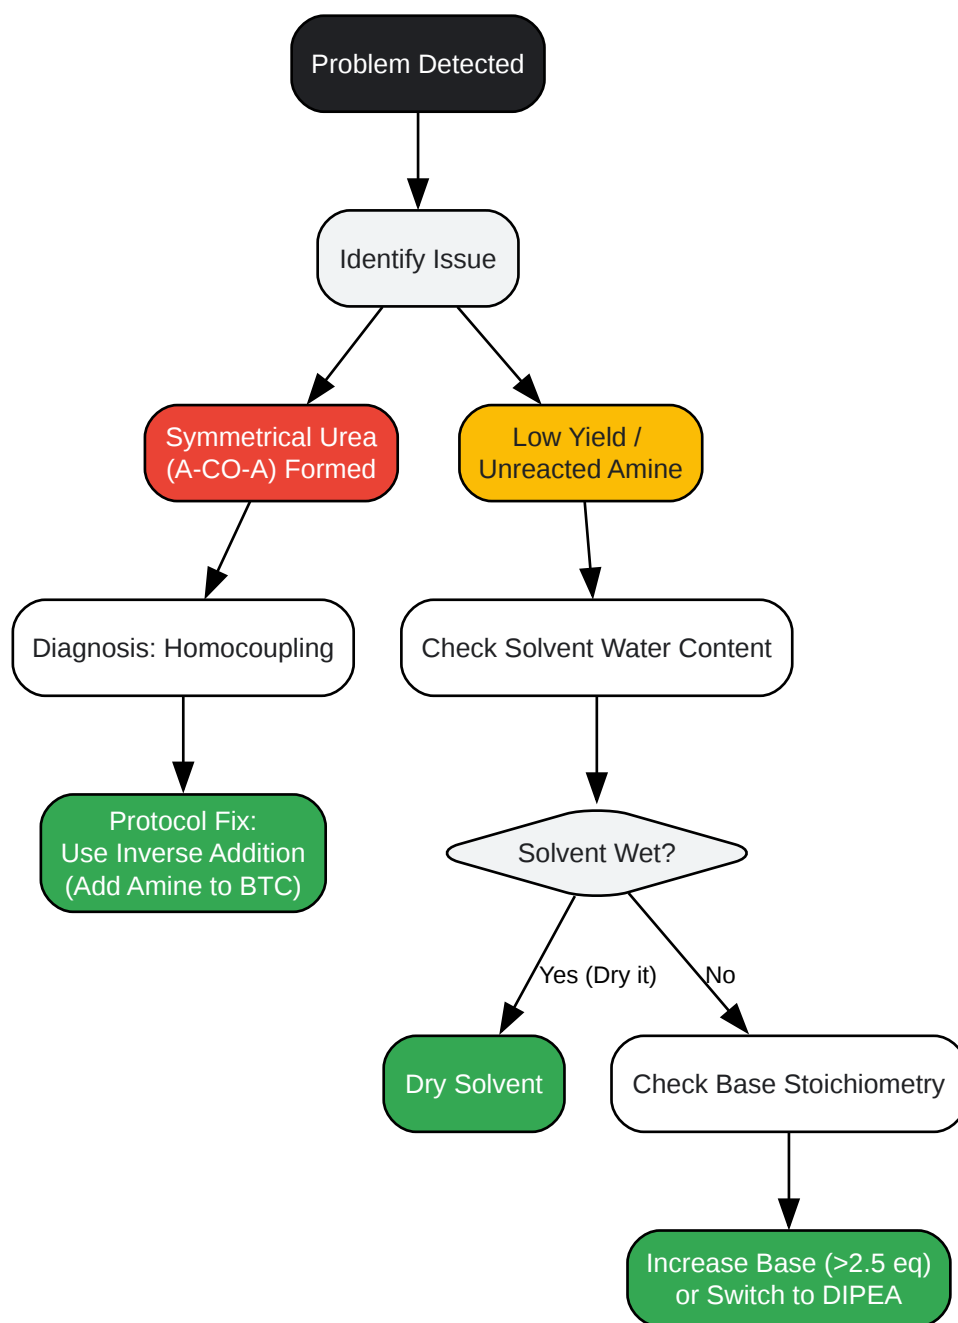 Problem Detected
Identify Issue
Symmetrical Urea
(A-CO-A) Formed
Low Yield /
Unreacted Amine
Diagnosis: Homocoupling
Check Solvent Water Content
Protocol Fix:
Use Inverse Addition
(Add Amine to BTC)
Solvent Wet?
Yes (Dry it)
No
Dry Solvent
Check Base Stoichiometry
Increase Base (>2.5 eq)
or Switch to DIPEA